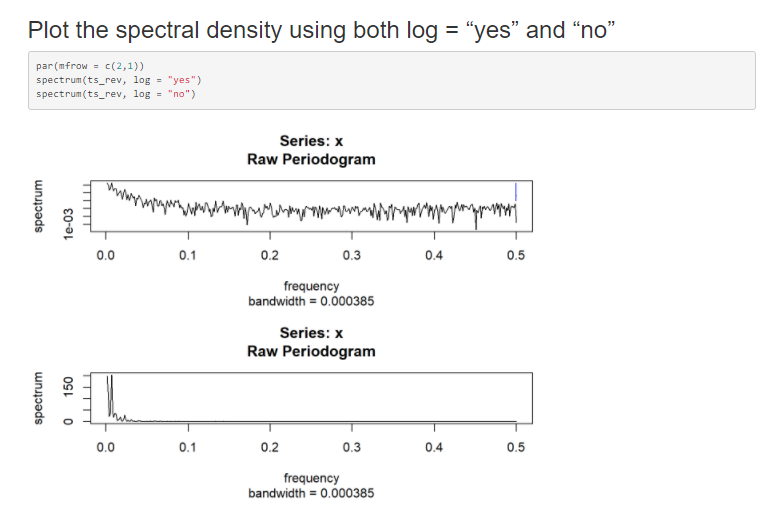 Plot the spectral density using both log = “yes” and “no”
par(mfrow = c(2,1))
spectrum(ts_rev, log = "yes")
spectrum(ts_rev, log = "no")
Series: x
Raw Periodogram
spectrum
1e-03
0.0 0.1 0.2 0.3 0.4 0.5
frequency
bandwidth = 0.000385
Series: x
Raw Periodogram
spectrum
0 150
0.0 0.1 0.2 0.3 0.4 0.5
frequency
bandwidth = 0.000385